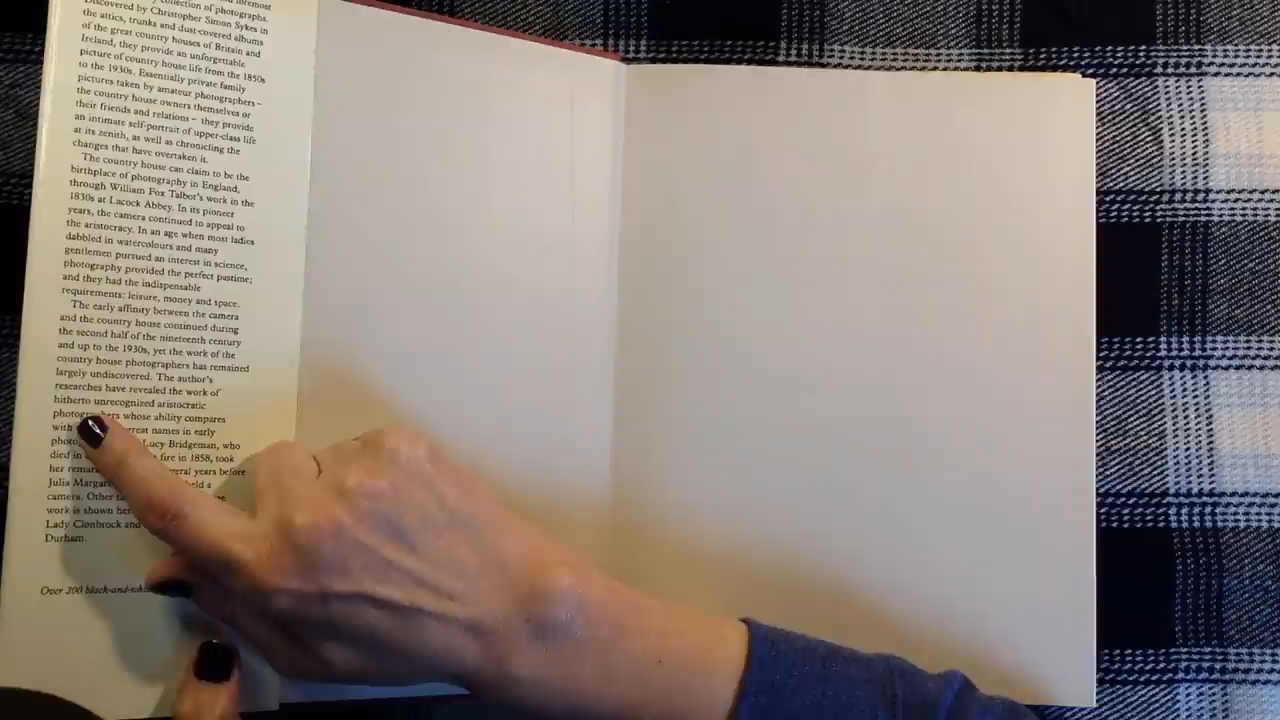 collection of photographs.
Discovered by Christopher Simon Sykes in
the attics, trunks and dust-covered albums
of the great country houses of Britain and
Ireland, they provide an unforgettable
picture of country house life from the 1850s
to the 1930s. Essentially private family
pictures taken by amateur photographers –
the country house owners themselves or
their friends and relations – they provide
an intimate self-portrait of upper-class life
at its zenith, as well as chronicling the
changes that have overtaken it.
The country house can claim to be the
birthplace of photography in England,
through William Fox Talbot's work in the
1830s at Lacock Abbey. In its pioneer
years, the camera continued to appeal to
the aristocracy. In an age when most ladies
dabbled in watercolours and many
gentlemen pursued an interest in science,
photography provided the perfect pastime;
and they had the indispensable
requirements: leisure, money and space.
The early affinity between the camera
and the country house continued during
the second half of the nineteenth century
and up to the 1930s, yet the work of the
country house photographers has remained
largely undiscovered. The author's
researches have revealed the work of
hitherto unrecognized aristocratic
photographers whose ability compares
with great names in early
Lucy Bridgeman, who
died in fire in 1858, took
her several years before
Julia held a
camera. Other
work is shown
Lady Clonbrock and
Durham.
Over 300 black-and-